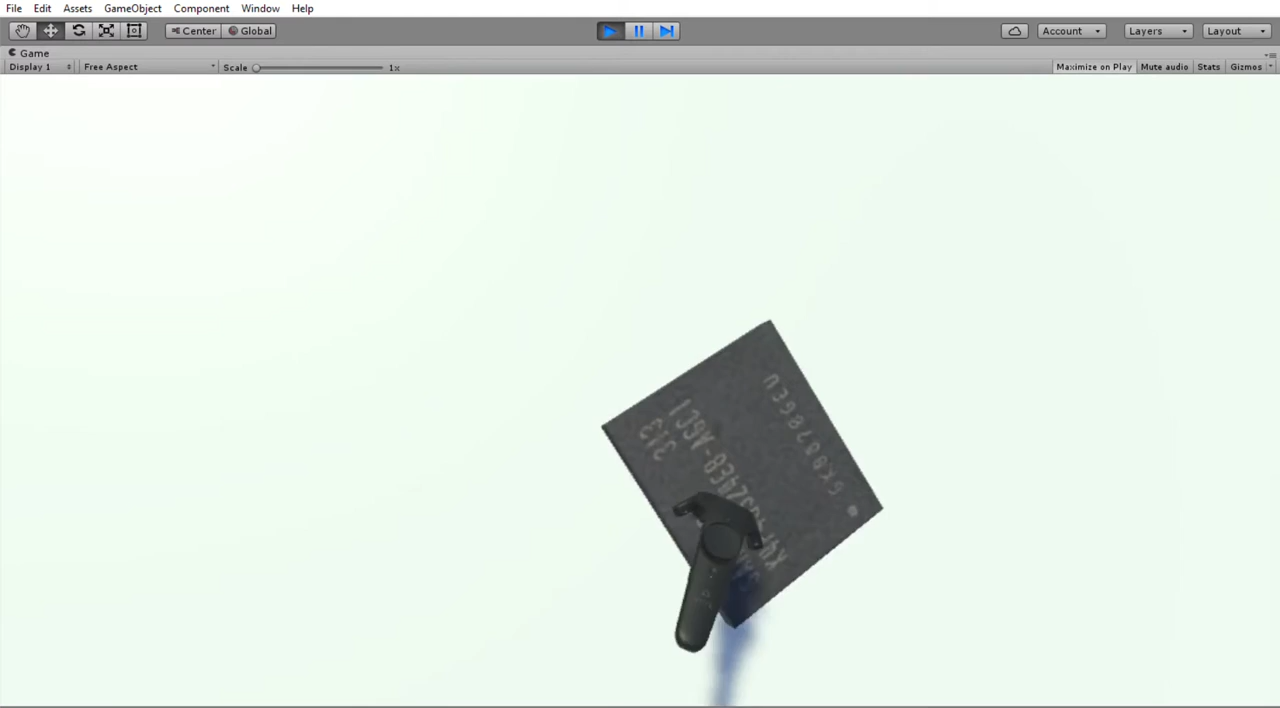 File Edit Assets GameObject Component Window Help
Center Global Account Layers Layout
Game
Display 1 Free Aspect Scale 1x Maximize on Play Mute audio Stats Gizmos
313